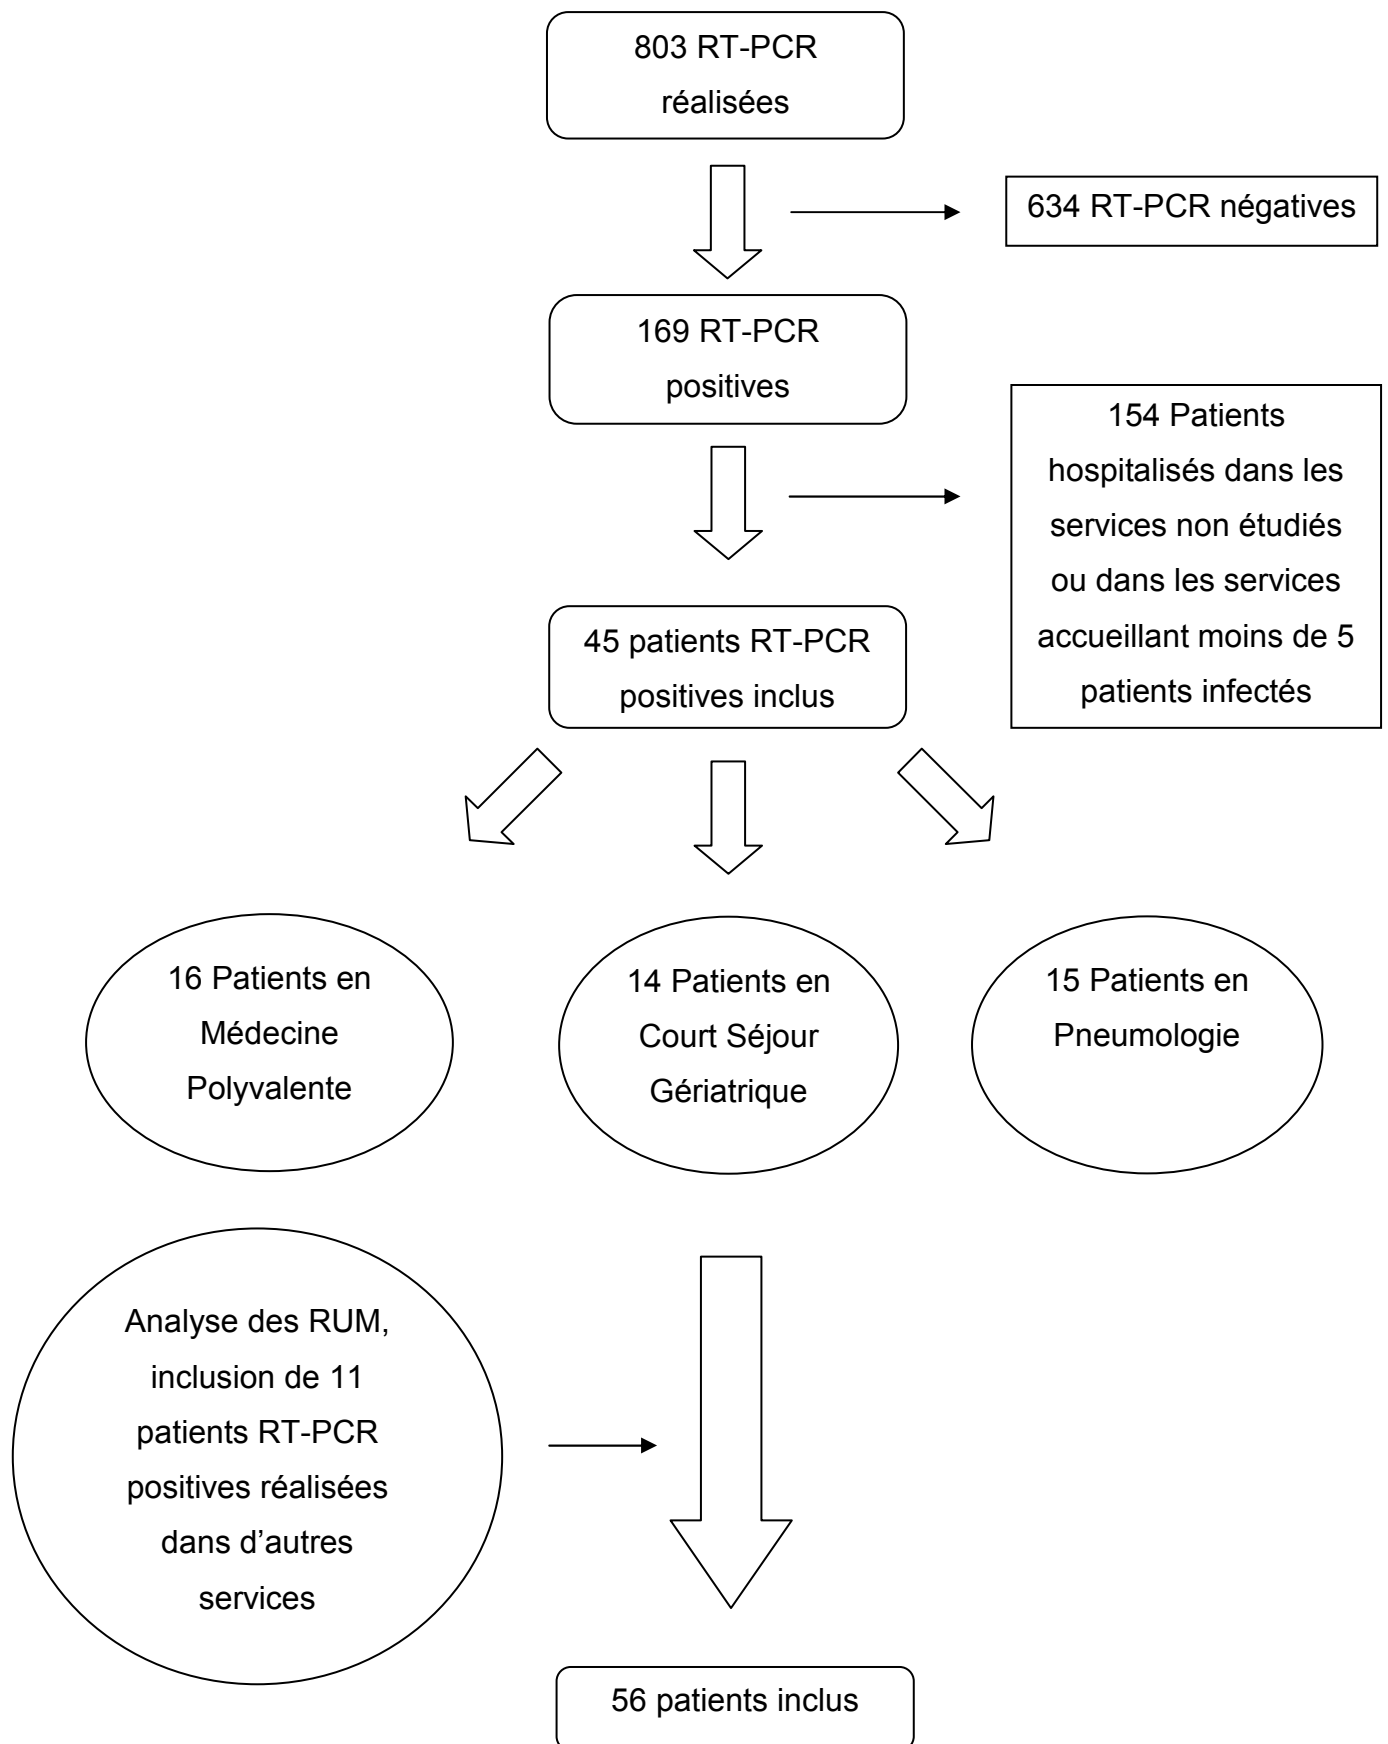 803 RT-PCR
réalisées
634 RT-PCR négatives
169 RT-PCR
positives
154 Patients
hospitalisés dans les
services non étudiés
ou dans les services
accueillant moins de 5
patients infectés
45 patients RT-PCR
positives inclus
16 Patients en
Médecine
Polyvalente
14 Patients en
Court Séjour
Gériatrique
15 Patients en
Pneumologie
Analyse des RUM,
inclusion de 11
patients RT-PCR
positives réalisées
dans d’autres
services
56 patients inclus